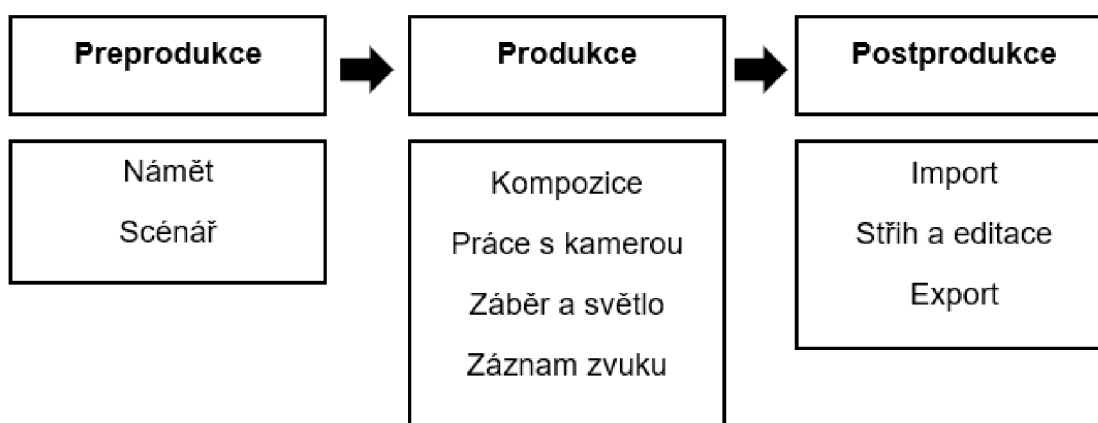 Preprodukce
Produkce
Postprodukce
Námět
Scénář
Kompozice
Práce s kamerou
Záběr a světlo
Záznam zvuku
Import
Střih a editace
Export